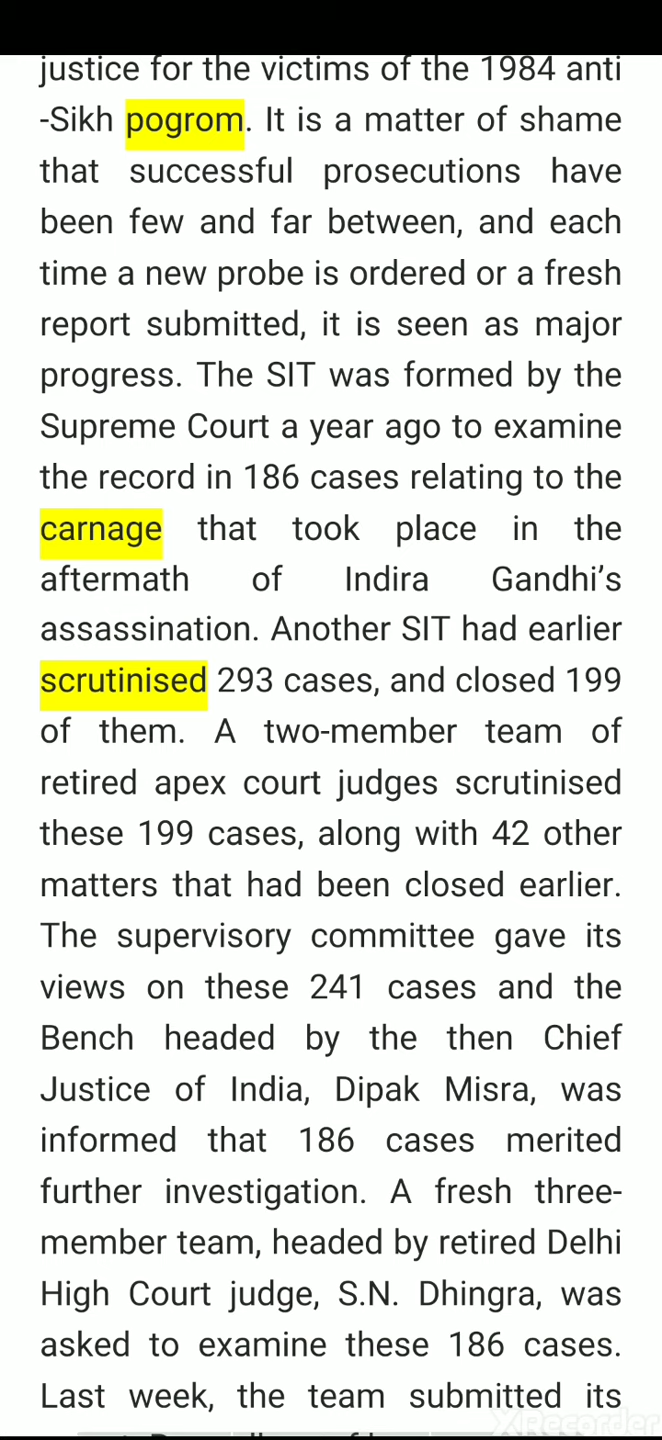 justice for the victims of the 1984 anti
-Sikh pogrom. It is a matter of shame
that successful prosecutions have
been few and far between, and each
time a new probe is ordered or a fresh
report submitted, it is seen as major
progress. The SIT was formed by the
Supreme Court a year ago to examine
the record in 186 cases relating to the
carnage that took place in the
aftermath of Indira Gandhi’s
assassination. Another SIT had earlier
scrutinised 293 cases, and closed 199
of them. A two-member team of
retired apex court judges scrutinised
these 199 cases, along with 42 other
matters that had been closed earlier.
The supervisory committee gave its
views on these 241 cases and the
Bench headed by the then Chief
Justice of India, Dipak Misra, was
informed that 186 cases merited
further investigation. A fresh three-
member team, headed by retired Delhi
High Court judge, S.N. Dhingra, was
asked to examine these 186 cases.
Last week, the team submitted its
XRecorder